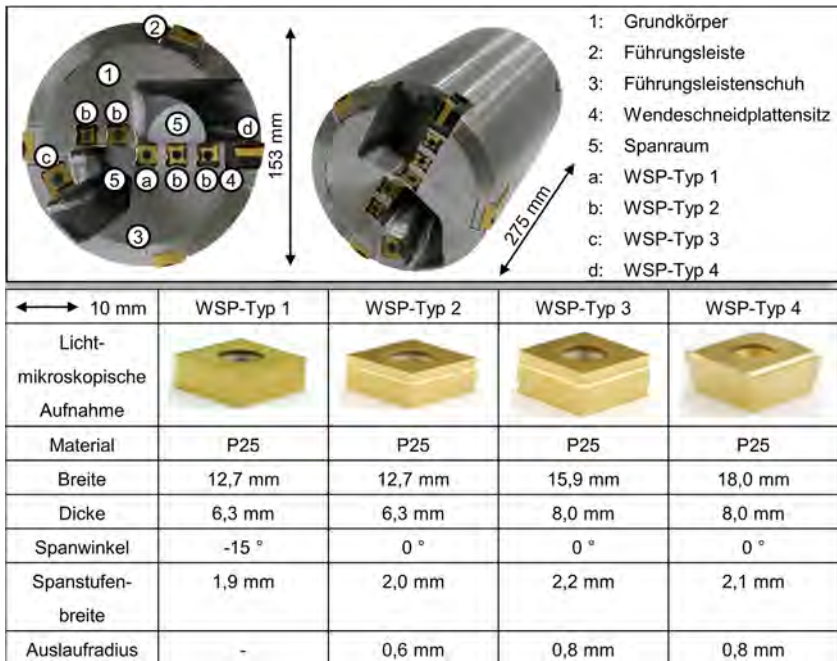 1: Grundkörper
2: Führungsleiste
3: Führungsleistenschuh
4: Wendeschneidplattensitz
5: Spanraum
a: WSP-Typ 1
b: WSP-Typ 2
c: WSP-Typ 3
d: WSP-Typ 4
2
1
b b
5
d
c
5 a b b 4
3
153 mm
275 mm
10 mm WSP-Typ 1 WSP-Typ 2 WSP-Typ 3 WSP-Typ 4
Licht-
mikroskopische
Aufnahme
Material P25 P25 P25 P25
Breite 12,7 mm 12,7 mm 15,9 mm 18,0 mm
Dicke 6,3 mm 6,3 mm 8,0 mm 8,0 mm
Spanwinkel -15 ° 0 ° 0 ° 0 °
Spanstufen- 1,9 mm 2,0 mm 2,2 mm 2,1 mm
breite
Auslaufradius - 0,6 mm 0,8 mm 0,8 mm